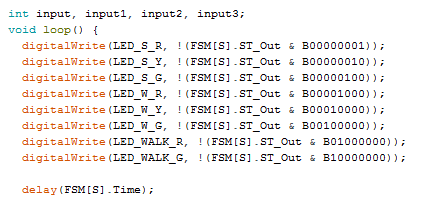 int input, input1, input2, input3;
void loop() {
  digitalWrite(LED_S_R, !(FSM[S].ST_Out & B00000001));
  digitalWrite(LED_S_Y, !(FSM[S].ST_Out & B00000010));
  digitalWrite(LED_S_G, !(FSM[S].ST_Out & B00000100));
  digitalWrite(LED_W_R, !(FSM[S].ST_Out & B00001000));
  digitalWrite(LED_W_Y, !(FSM[S].ST_Out & B00010000));
  digitalWrite(LED_W_G, !(FSM[S].ST_Out & B00100000));
  digitalWrite(LED_WALK_R, !(FSM[S].ST_Out & B01000000));
  digitalWrite(LED_WALK_G, !(FSM[S].ST_Out & B10000000));
  delay(FSM[S].Time);